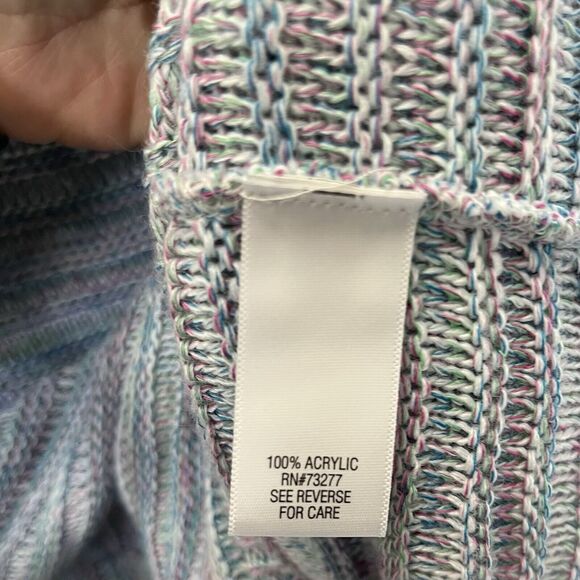 100% ACRYLIC
RN#73277
SEE REVERSE
FOR CARE